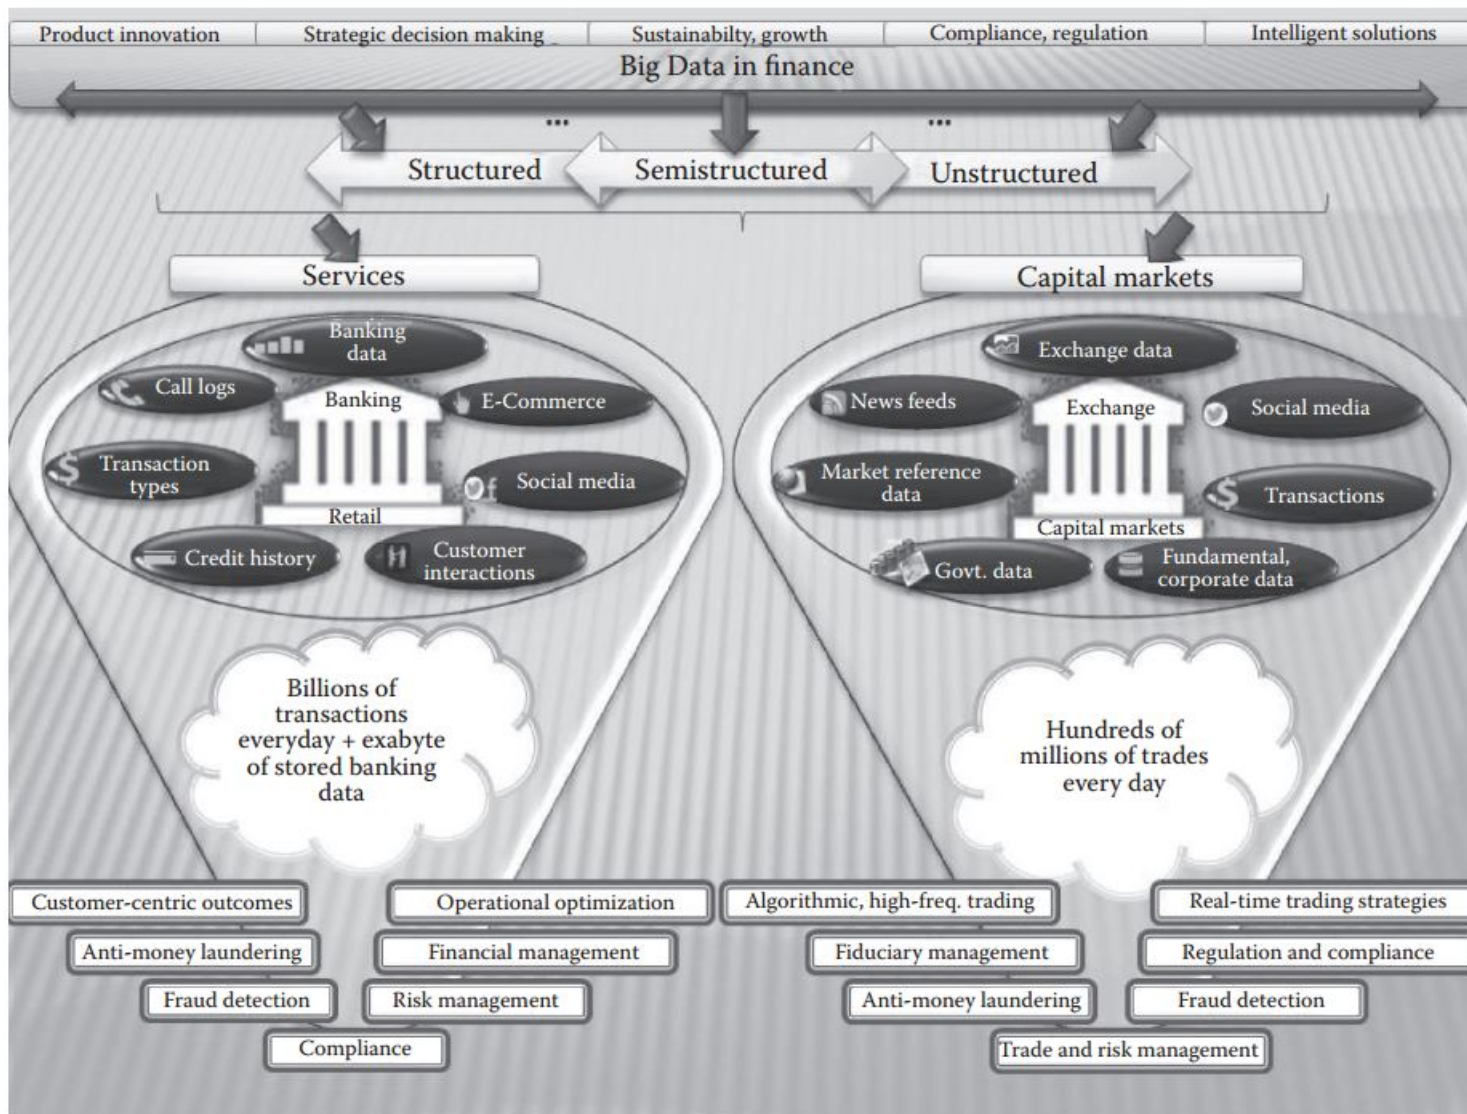 Product innovation
Strategic decision making
Sustainabilty, growth
Compliance, regulation
Intelligent solutions
Big Data in finance
...
...
Structured
Semistructured
Unstructured
Services
Banking
data
Call logs
Banking
E-Commerce
Transaction
types
Social media
Retail
Credit history
Customer
interactions
Billions of
transactions
everyday + exabyte
of stored banking
data
Customer-centric outcomes
Operational optimization
Anti-money laundering
Financial management
Fraud detection
Risk management
Compliance
Capital markets
Exchange data
News feeds
Exchange
Social media
Market reference
data
Transactions
Capital markets
Govt. data
Fundamental,
corporate data
Hundreds of
millions of trades
every day
Algorithmic, high-freq. trading
Real-time trading strategies
Fiduciary management
Regulation and compliance
Anti-money laundering
Fraud detection
Trade and risk management